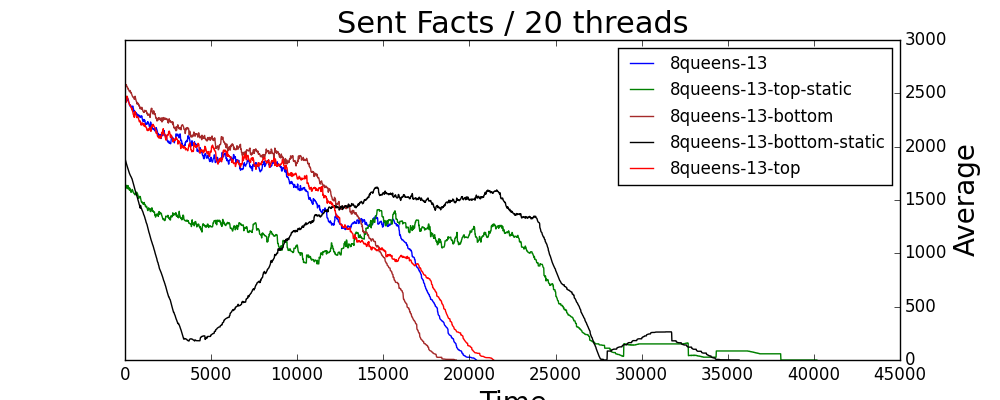 Sent Facts / 20 threads
8queens-13
8queens-13-top-static
8queens-13-bottom
8queens-13-bottom-static
8queens-13-top
3000
2500
2000
1500
1000
500
0
Average
0 5000 10000 15000 20000 25000 30000 35000 40000 45000
Time